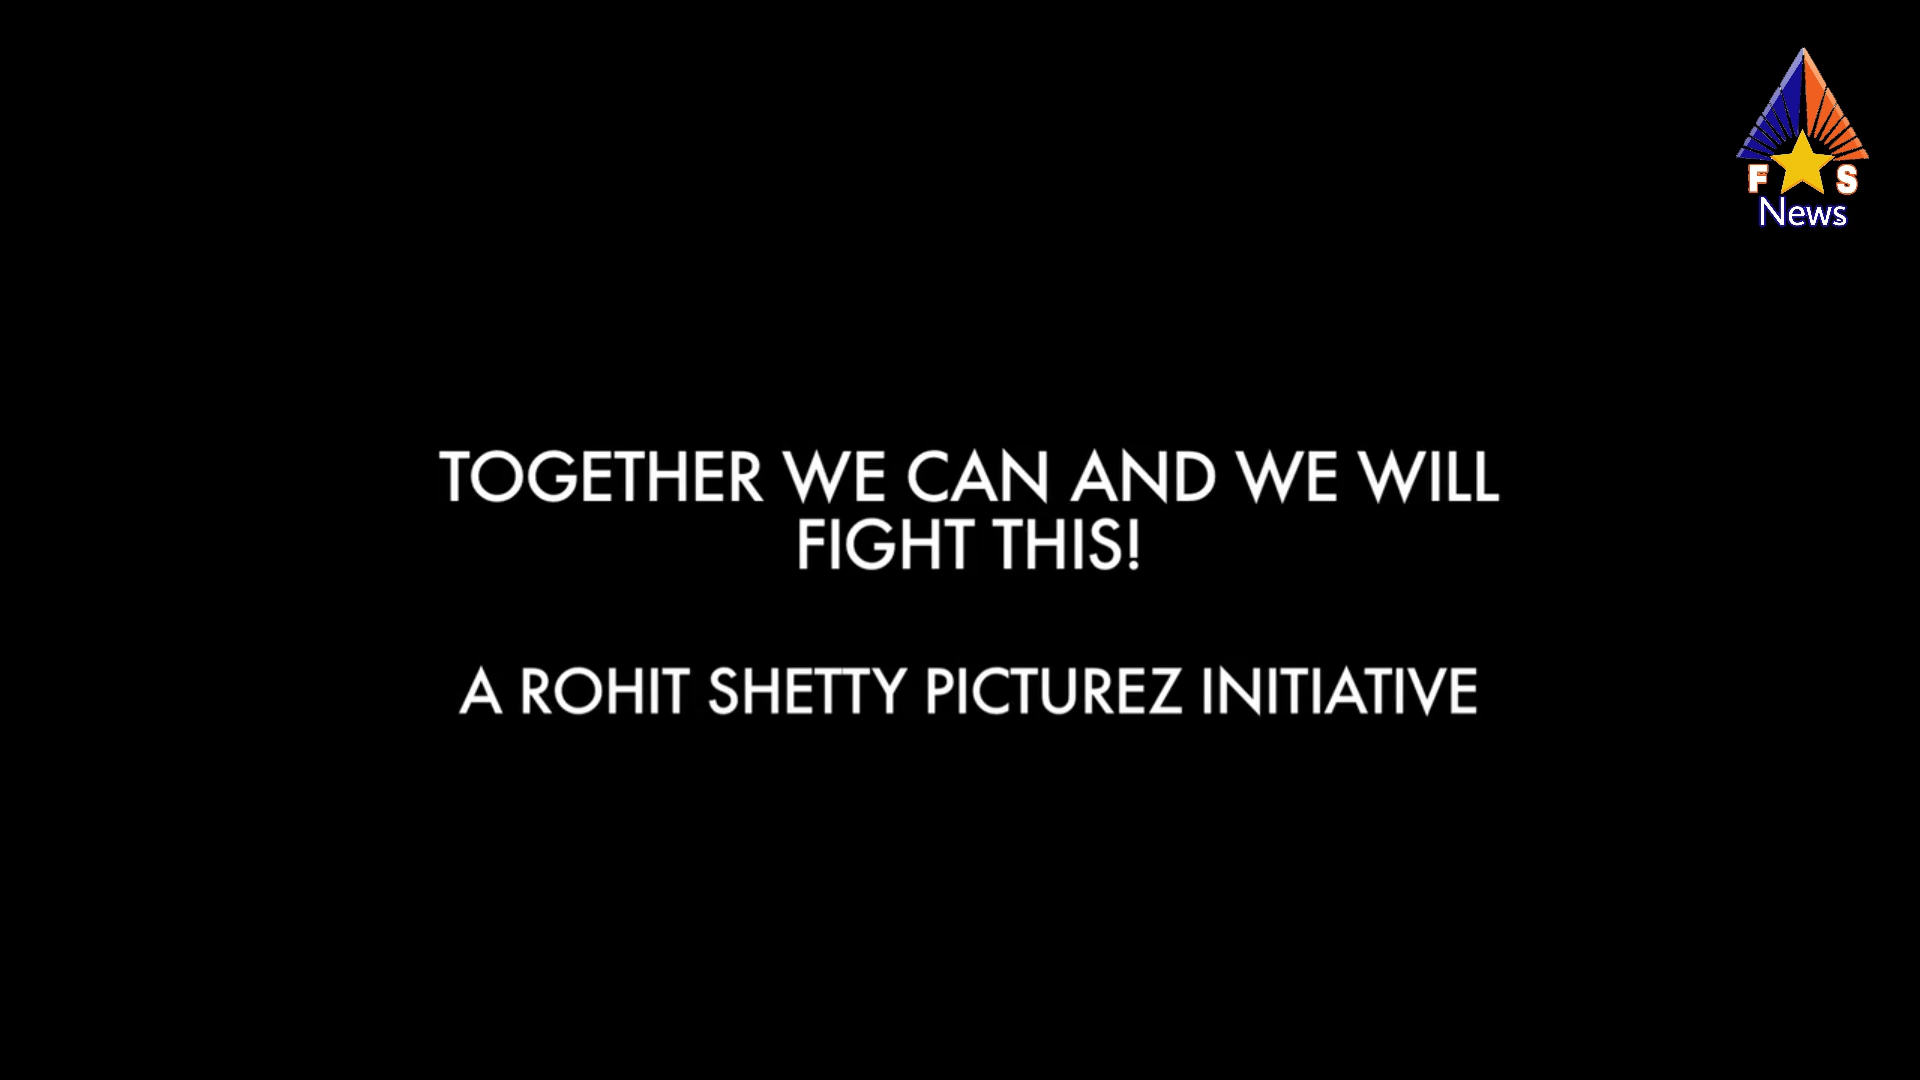 F S
News
TOGETHER WE CAN AND WE WILL
FIGHT THIS!
A ROHIT SHETTY PICTUREZ INITIATIVE